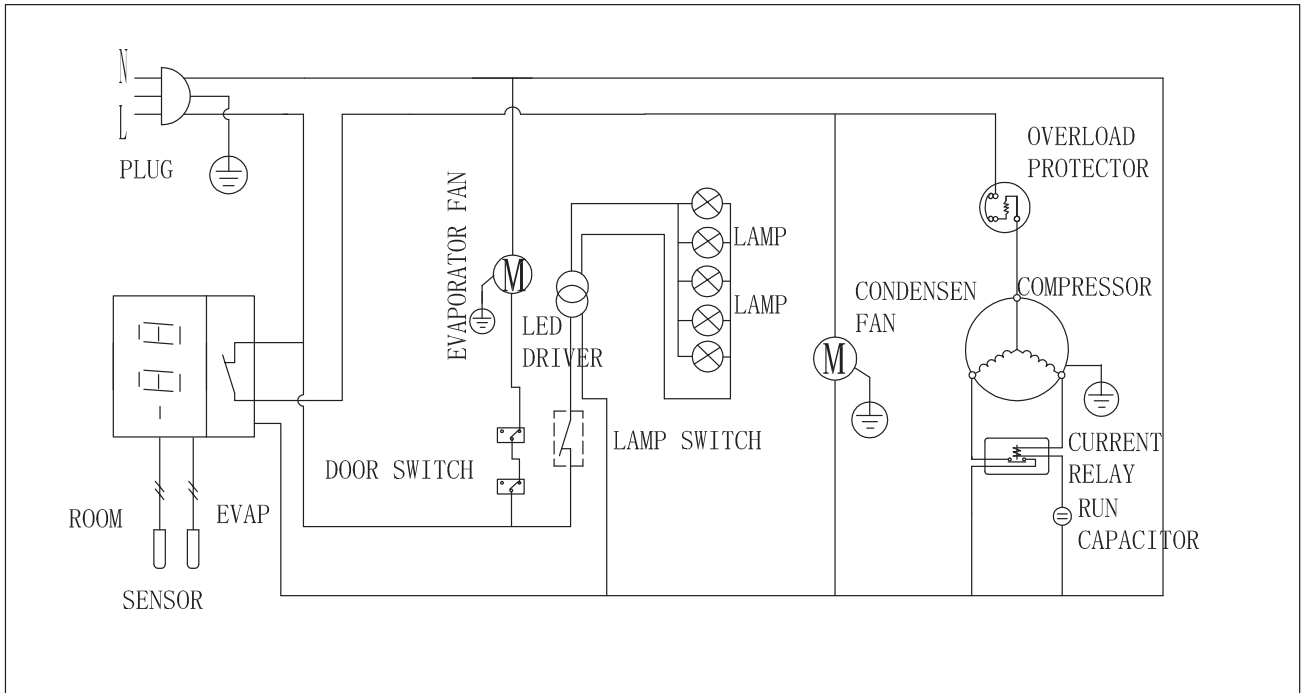 N
L
PLUG
OVERLOAD
PROTECTOR
EVAPORATOR FAN
LAMP
M
CONDENSEN
FAN
COMPRESSOR
LAMP
LED
DRIVER
M
LAMP SWITCH
DOOR SWITCH
CURRENT
RELAY
ROOM
EVAP
RUN
CAPACITOR
SENSOR